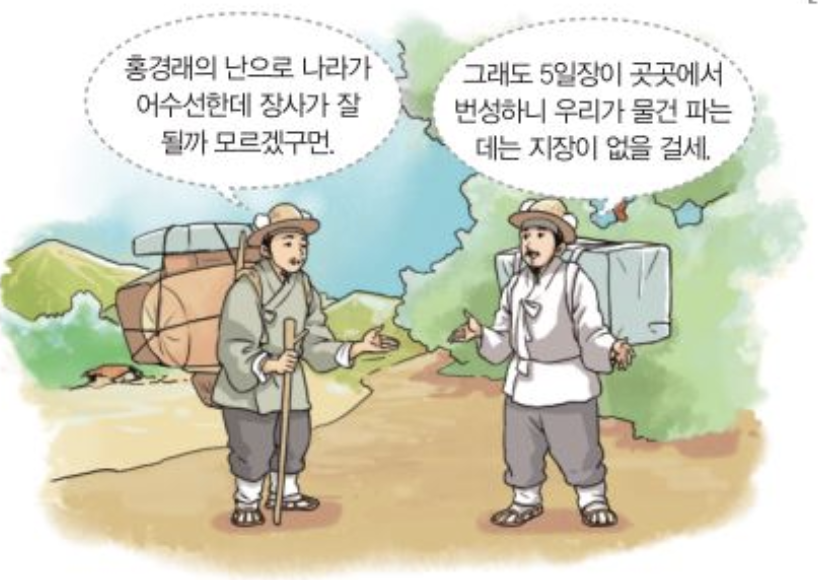 홍경래의 난으로 나라가
어수선한데 장사가 잘
될까 모르겠구먼.
그래도 5일장이 곳곳에서
번성하니 우리가 물건 파는
데는 지장이 없을 걸세.